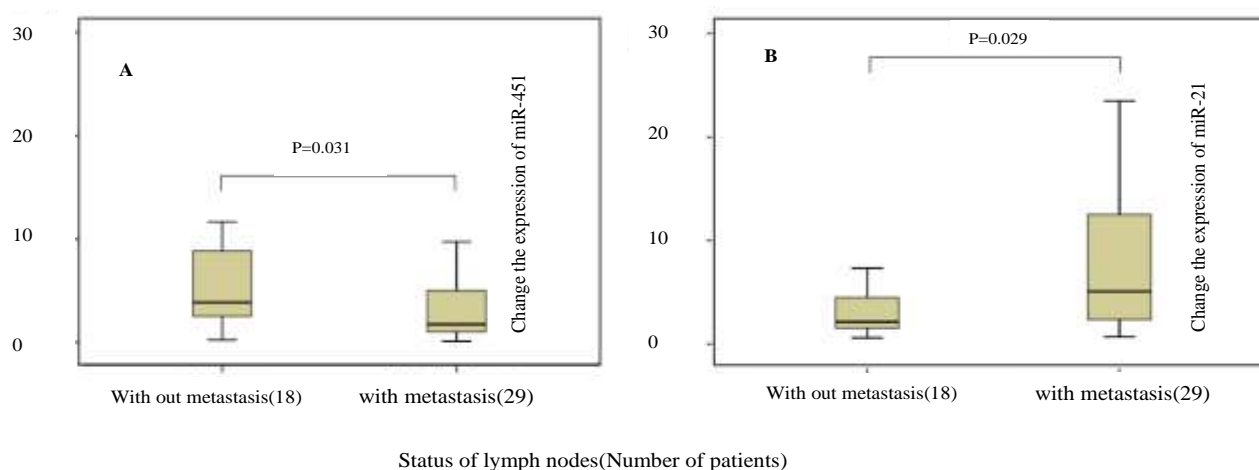 30
20
10
0
A
P=0.031
Change the expression of miR-451
With out metastasis(18)
with metastasis(29)
30
20
10
0
B
P=0.029
Change the expression of miR-21
With out metastasis(18)
with metastasis(29)
Status of lymph nodes(Number of patients)